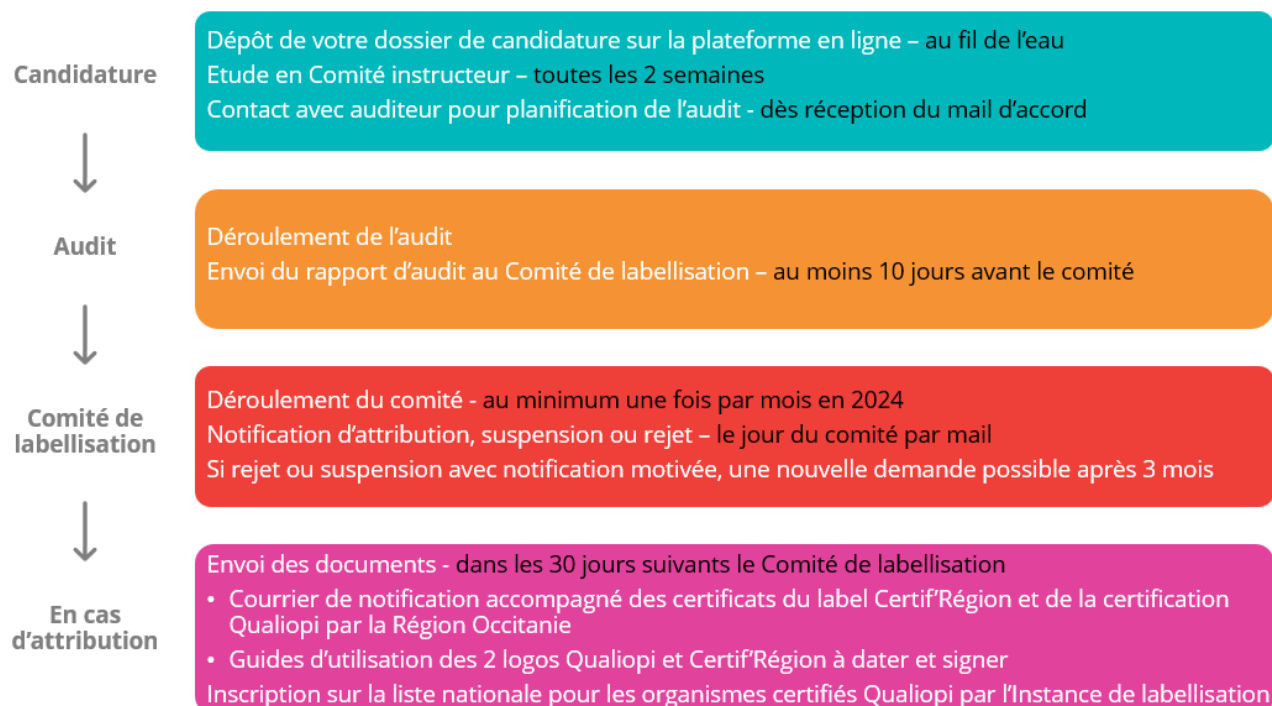 Candidature
Dépôt de votre dossier de candidature sur la plateforme en ligne – au fil de l’eau
Etude en Comité instructeur – toutes les 2 semaines
Contact avec auditeur pour planification de l’audit - dès réception du mail d’accord
Audit
Déroulement de l’audit
Envoi du rapport d’audit au Comité de labellisation – au moins 10 jours avant le comité
Comité de
labellisation
Déroulement du comité - au minimum une fois par mois en 2024
Notification d’attribution, suspension ou rejet – le jour du comité par mail
Si rejet ou suspension avec notification motivée, une nouvelle demande possible après 3 mois
En cas
d’attribution
Envoi des documents - dans les 30 jours suivants le Comité de labellisation
• Courrier de notification accompagné des certificats du label Certif’Région et de la certification
Qualiopi par la Région Occitanie
• Guides d’utilisation des 2 logos Qualiopi et Certif’Région à dater et signer
Inscription sur la liste nationale pour les organismes certifiés Qualiopi par l’Instance de labellisation